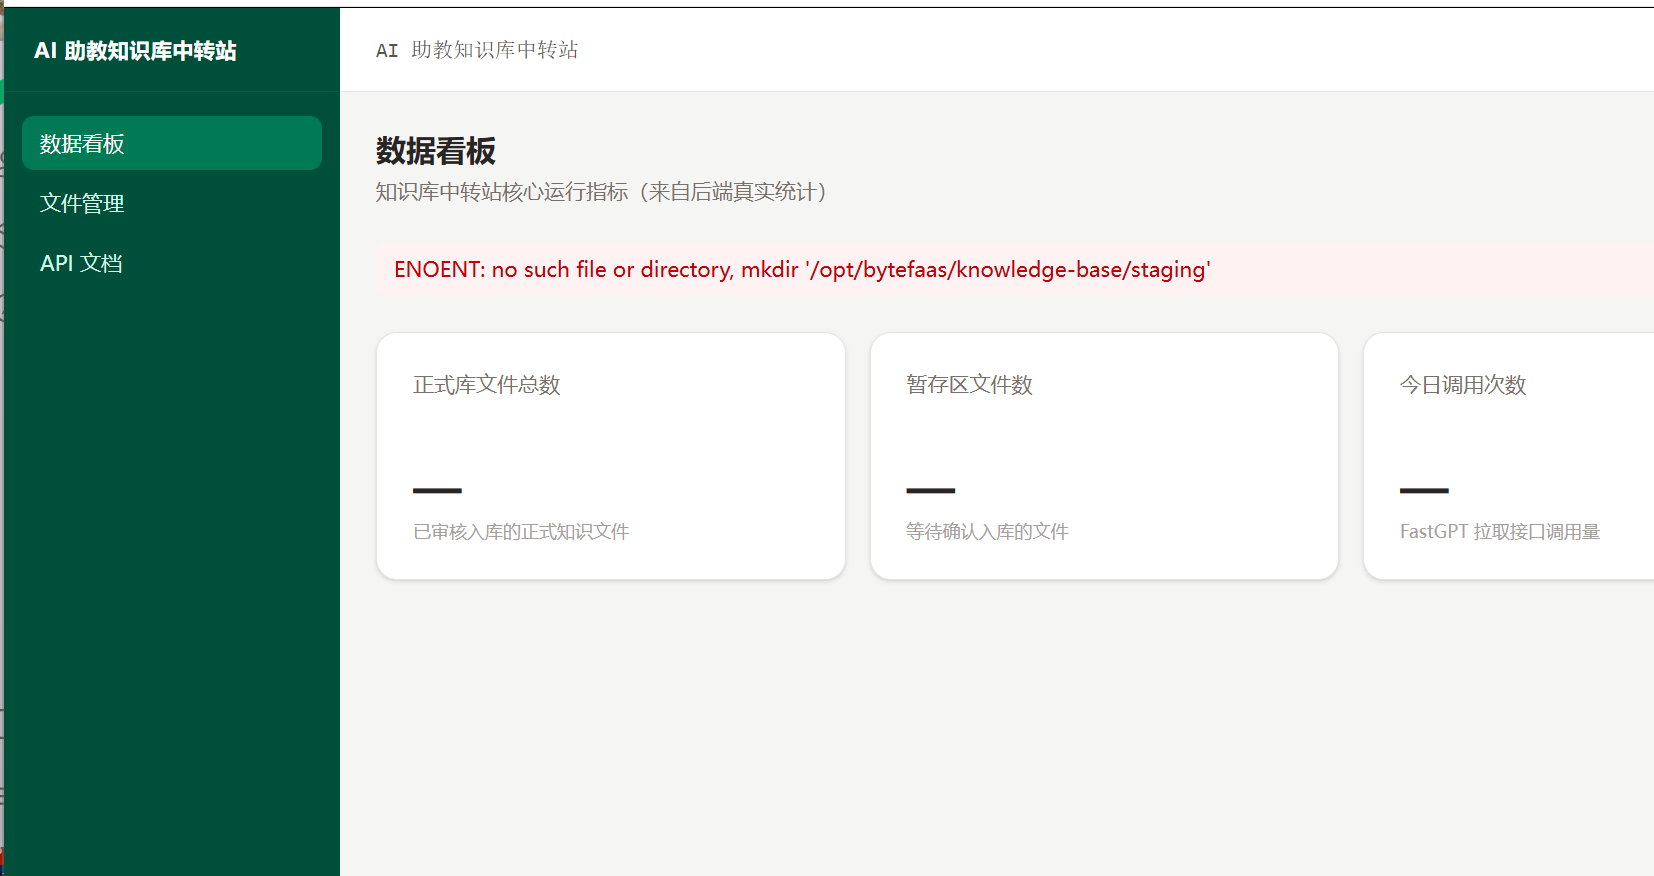 AI 助教知识库中转站
AI 助教知识库中转站
数据看板
文件管理
API 文档
数据看板
知识库中转站核心运行指标（来自后端真实统计）
ENOENT: no such file or directory, mkdir '/opt/bytefaas/knowledge-base/staging'
正式库文件总数
—
已审核入库的正式知识文件
暂存区文件数
—
等待确认入库的文件
今日调用次数
—
FastGPT 拉取接口调用量